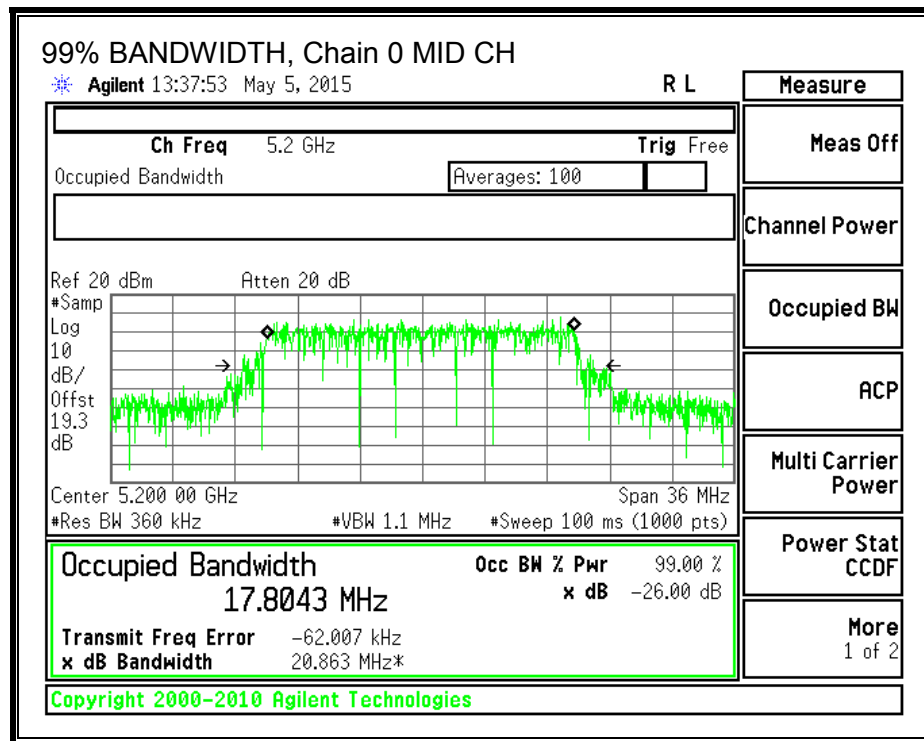 99% BANDWIDTH, Chain 0 MID CH
Agilent 13:37:53 May 5, 2015 R L
Measure
Ch Freq 5.2 GHz Trig Free
Meas Off
Occupied Bandwidth Averages: 100
Channel Power
Ref 20 dBm Atten 20 dB
#Samp
Log
10
dB/
Offst
19.3
dB
Occupied BW
ACP
Multi Carrier
Power
Center 5.200 00 GHz Span 36 MHz
#Res BW 360 kHz #VBW 1.1 MHz #Sweep 100 ms (1000 pts)
Power Stat
CCDF
Occupied Bandwidth Occ BW % Pwr 99.00 %
17.8043 MHz x dB -26.00 dB
Transmit Freq Error -62.007 kHz
x dB Bandwidth 20.863 MHz*
More
1 of 2
Copyright 2000-2010 Agilent Technologies